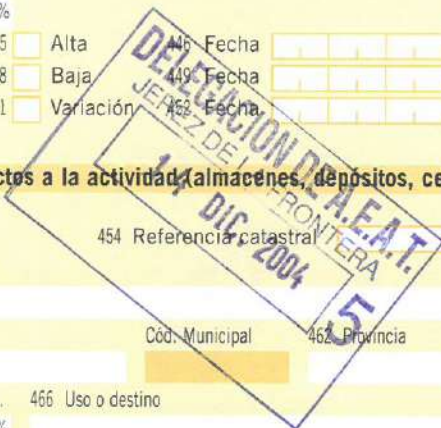 %
5 Alta 446 Fecha
8 Baja 449 Fecha
1 Variación 452 Fecha
ctos a la actividad (almacenes, depósitos, ce
454 Referencia catastral
Cód. Municipal 462 Provincia
. 466 Uso o destino
%
DELEGACION DE A.E.A.T.
JEREZ DE LA FRONTERA
14 DIC. 2004
5